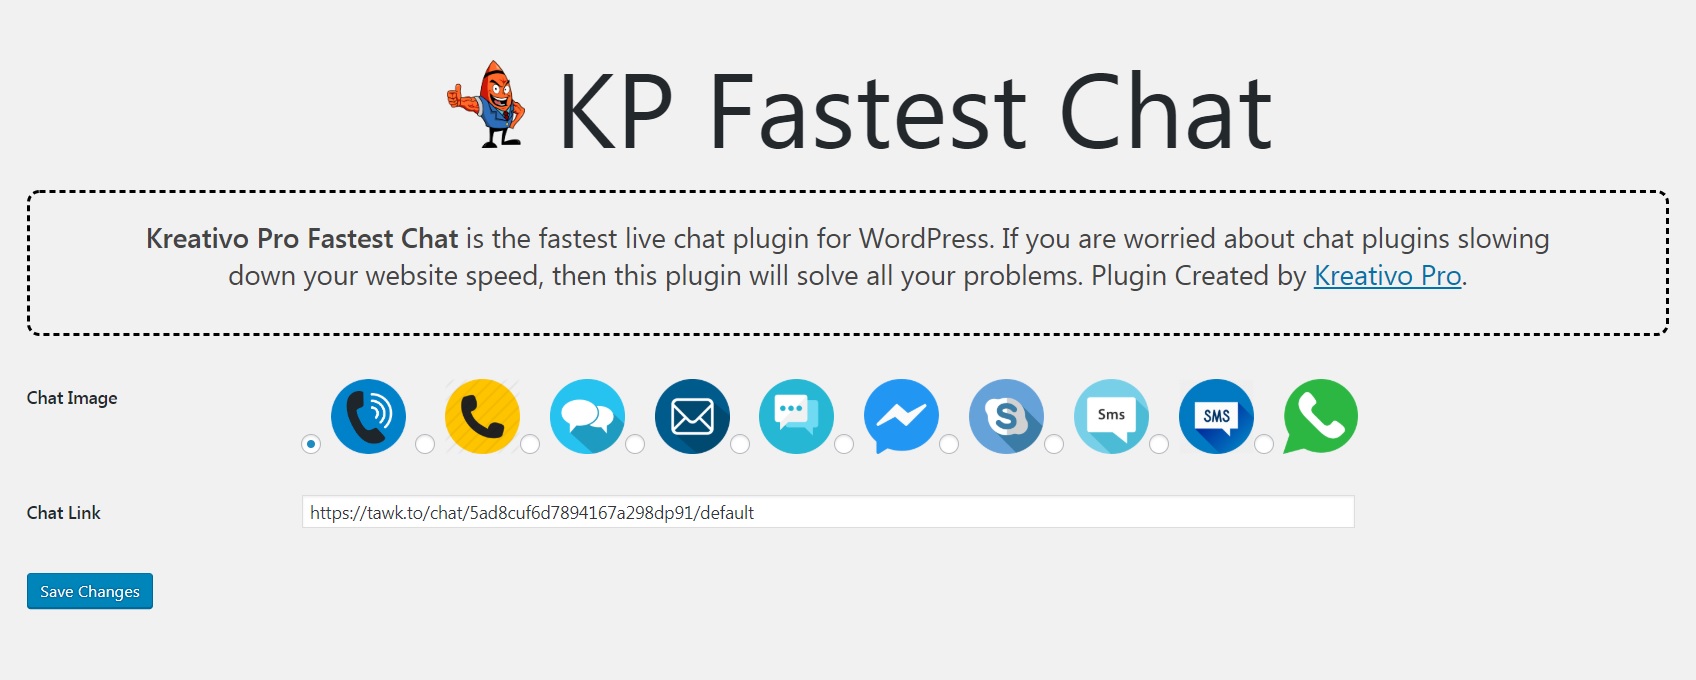 KP Fastest Chat
Kreativo Pro Fastest Chat is the fastest live chat plugin for WordPress. If you are worried about chat plugins slowing
down your website speed, then this plugin will solve all your problems. Plugin Created by Kreativo Pro.
Chat Image
S
Sms
SMS
Chat Link
https://tawk.to/chat/5ad8cuf6d7894167a298dp91/default
Save Changes